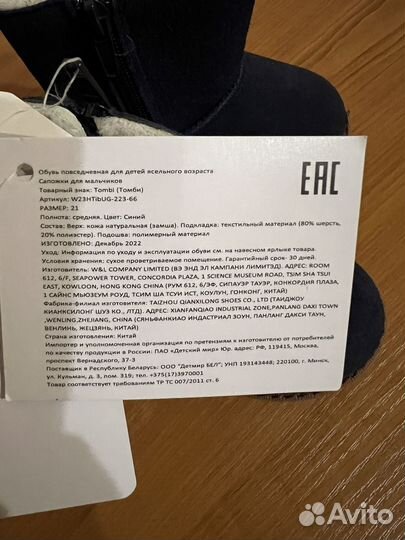 EAC
Обувь повседневная для детей ясельного возраста
Сапожки для мальчиков
Товарный знак: Tombi (Томби)
Артикул: W23HTibUG-223-66
РАЗМЕР: 21
Полнота: средняя. Цвет: Синий
Состав: Верх: кожа натуральная (замша). Подкладка: текстильный материал (80% шерсть,
20% полиэстер). Подошва: полимерный материал
ИЗГОТОВЛЕНО: Декабрь 2022
Уход: Информация по уходу и эксплуатации обуви см. на навесном ярлыке товара.
Условия хранения: сухое проветриваемое помещение. Гарантийный срок- 30 дней.
Изготовитель: W&L COMPANY LIMITED (ВЭ ЭНД ЭЛ КАМПАНИ ЛИМИТЭД). АДРЕС: ROOM
612, 6/F, SEAPOWER TOWER, CONCORDIA PLAZA, 1 SCIENCE MUSEUM ROAD, TSIM SHA TSUI
EAST, KOWLOON, HONG KONG CHINA (РУМ 612, 6/ЭФ, СИПАУЭР ТАУЭР, КОНКОРДИЯ ПЛАЗА,
1 САЙНС МЬЮЗЕУМ РОУД, ТСИМ ША ТСУИ ИСТ, КОУЛУН, ГОНКОНГ, КИТАЙ)
Фабрика-филиал изготовителя: TAIZHOU QIANXILONG SHOES CO., LTD (ТАИДЖОУ
КИАНКСИЛОНГ ШУЗ КО., ЛТД). АДРЕС: XIANFANQIAO INDUSTRIAL ZONE,PANLANG DAXI TOWN
,WENLING,ZHEJIANG, CHINA (СЯНЬФАНКИАО ИНДАСТРИАЛ ЗОУН, ПАНЛАНГ ДАКСИ ТАУН,
ВЕНЛИНЬ, ЖЕЦЗЯНЬ, КИТАЙ)
Страна изготовления: Китай
Импортер и уполномоченная организация по претензиям к изготовителю от потребителей
по качеству продукции в России: ПАО «Детский мир» Юр. адрес: РФ, 119415, Москва,
проспект Вернадского, 37-3
Поставщик в Республику Беларусь: ООО "Детмир БЕЛ"; УНП 193143448; 220100, г. Минск,
ул. Кульман, д. 3, пом. 319; тел. +375(17)3970001
Товар соответствует требованиям ТР ТС 007/2011 ст. 6
Avito